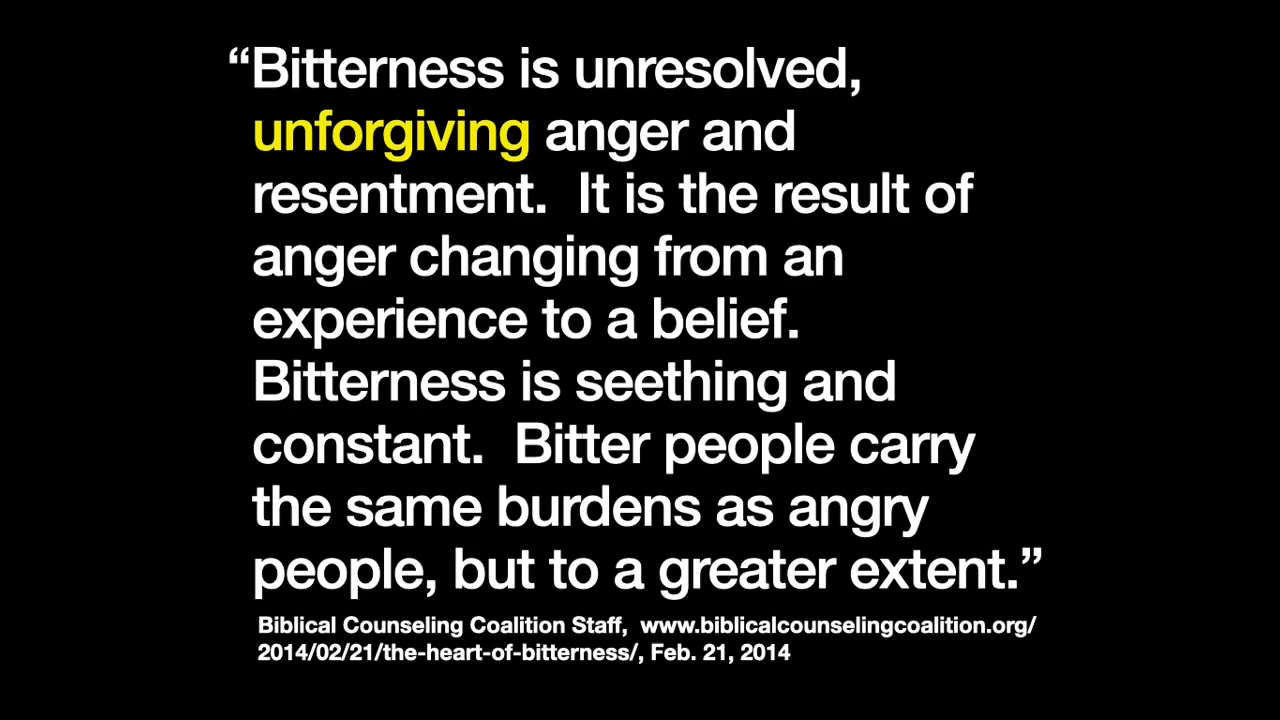 “Bitterness is unresolved,
unforgiving anger and
resentment.  It is the result of
anger changing from an
experience to a belief.
Bitterness is seething and
constant.  Bitter people carry
the same burdens as angry
people, but to a greater extent.”
Biblical Counseling Coalition Staff,  www.biblicalcounselingcoalition.org/
2014/02/21/the-heart-of-bitterness/, Feb. 21, 2014